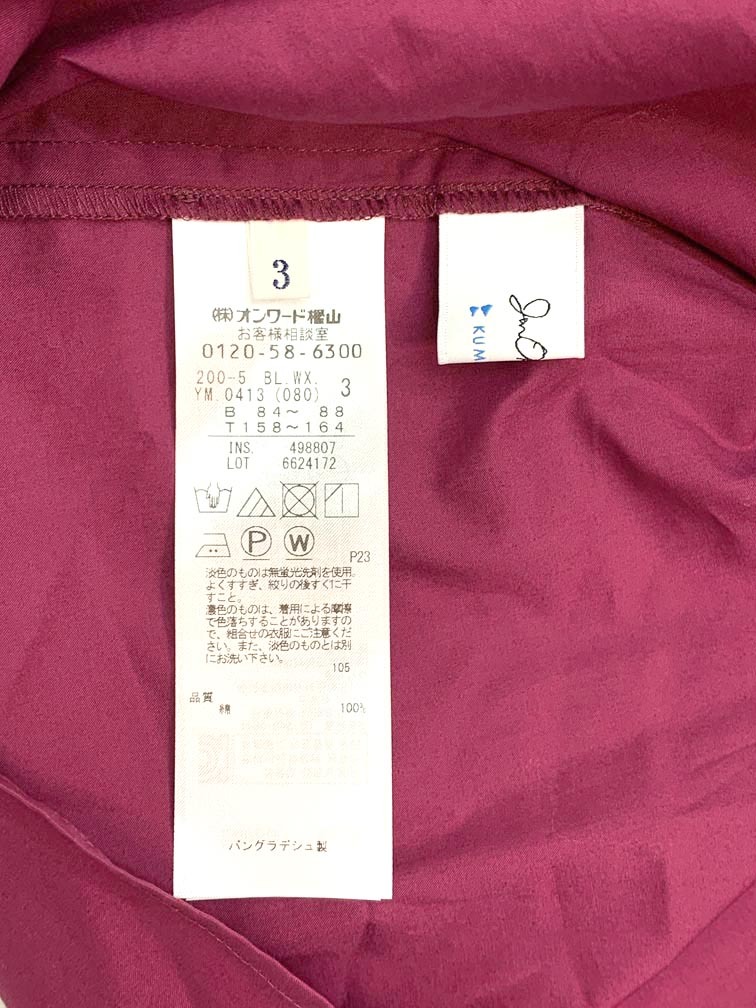 3
(株)オンワード樫山
お客様相談室
0120-58-6300
200-5 BL.WX. 3
YM.0413 (080)
B 84～ 88
T158～164
INS. 498807
LOT 6624172
P W
P23
淡色のものは無蛍光洗剤を使用。
よくすすぎ、絞りの後すぐに干
すこと。
濃色のものは、着用による摩擦
で色落ちすることがありますの
で、組合せの衣服にご注意くだ
さい。また、淡色のものとは別
にお洗い下さい。
105
品質
綿 100%
バングラデシュ製
KUM